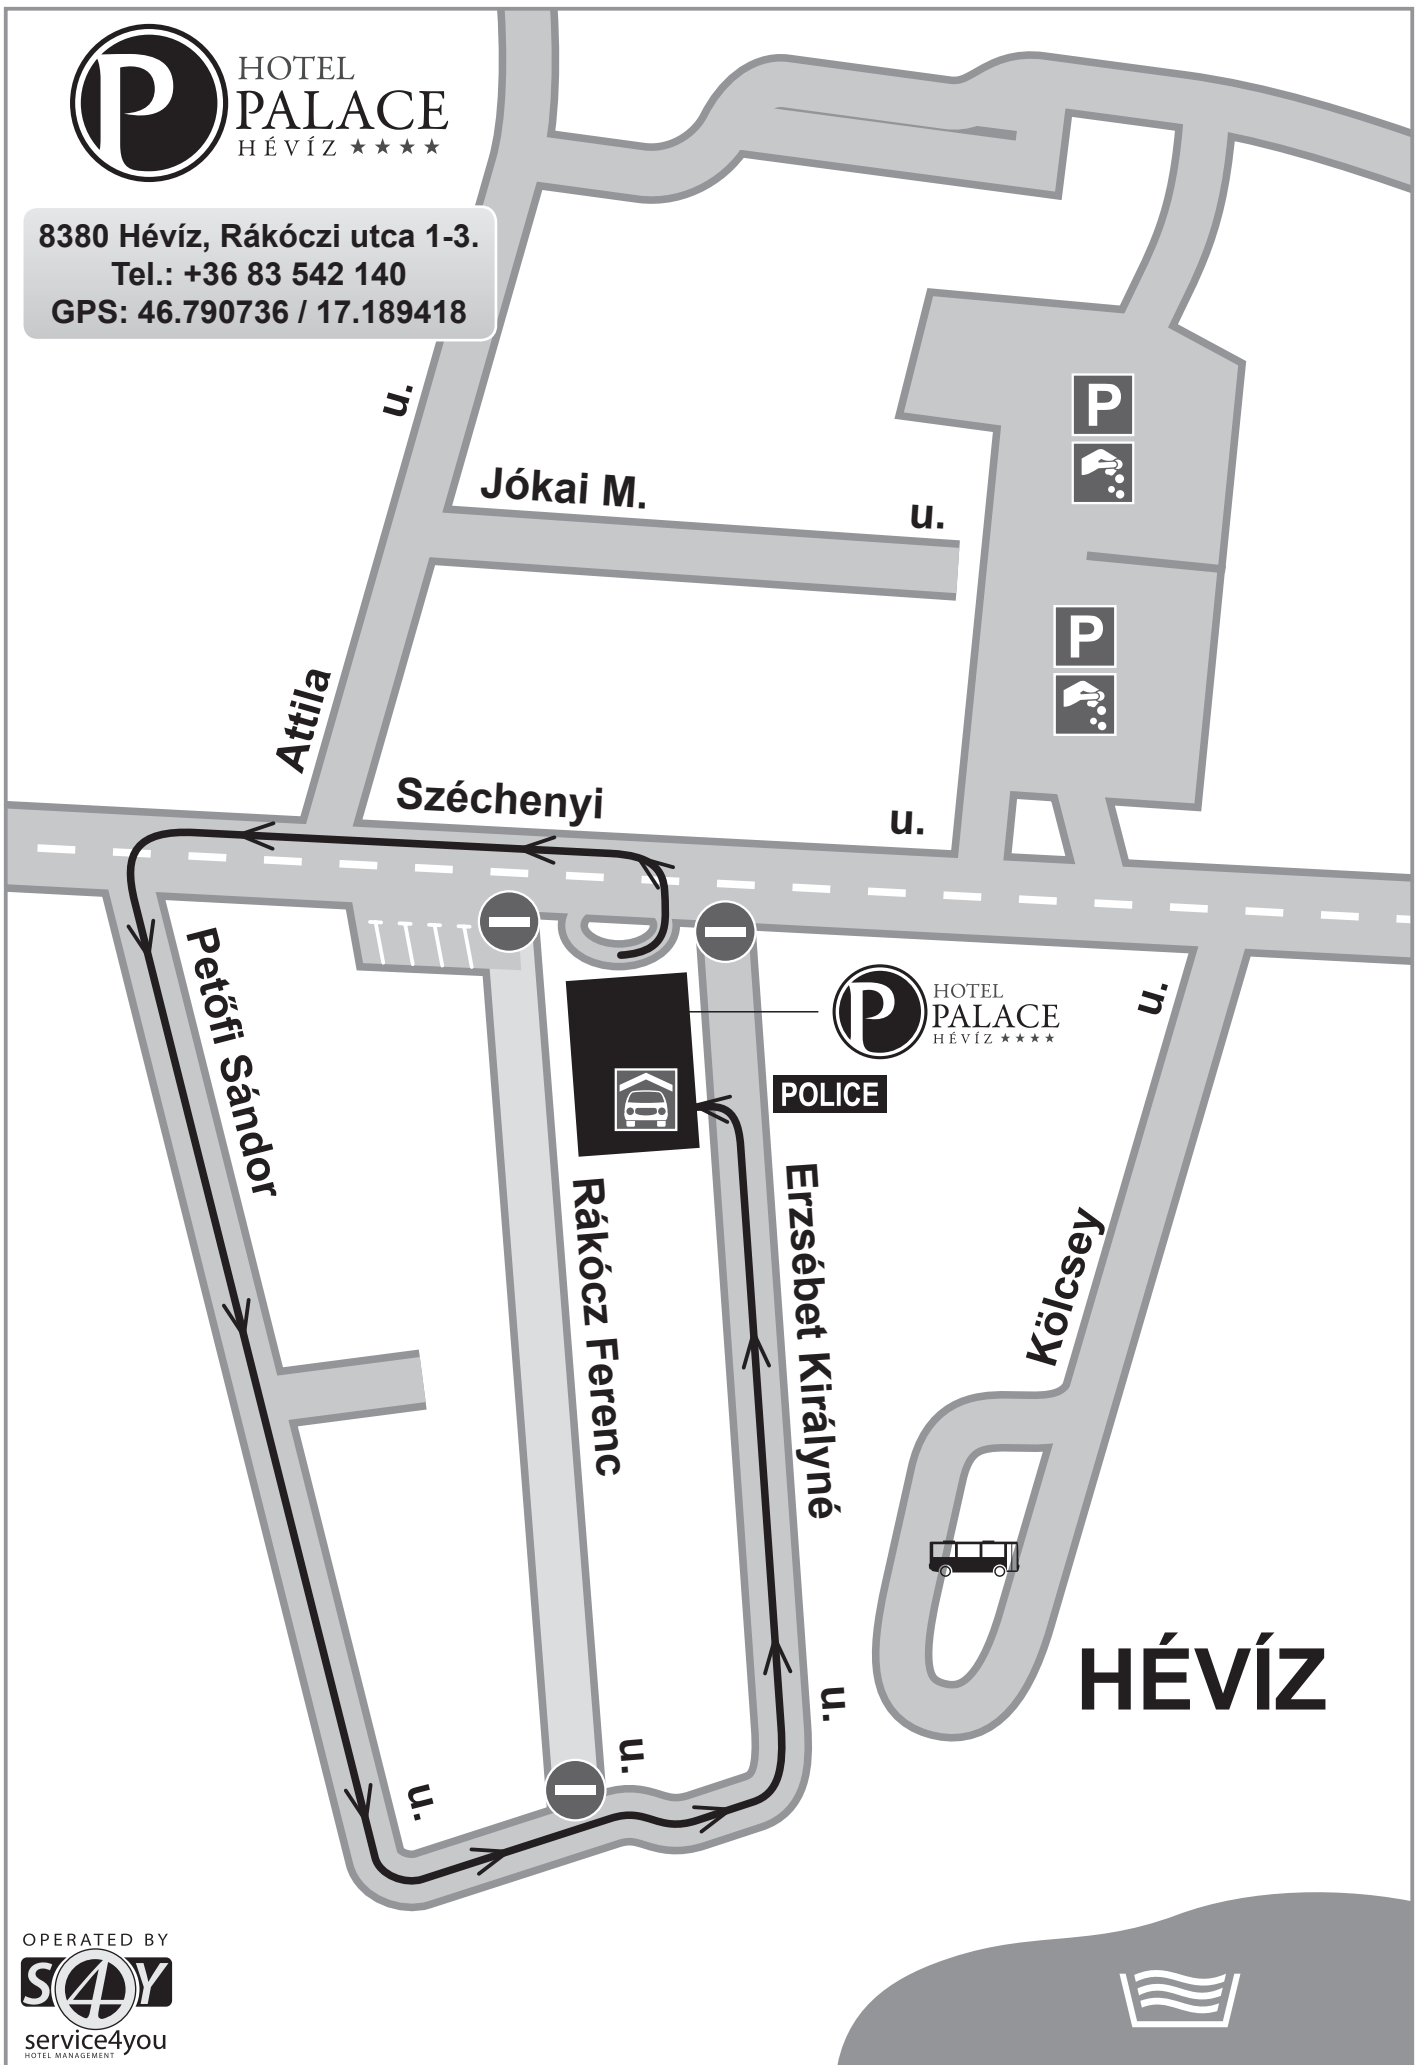 P
HOTEL
PALACE
HÉVÍZ ★★★★
8380 Hévíz, Rákóczi utca 1-3.
Tel.: +36 83 542 140
GPS: 46.790736 / 17.189418
u.
Jókai M.
u.
P
P
Attila
Széchenyi
u.
Petőfi Sándor
P
HOTEL
PALACE
HÉVÍZ ★★★★
u.
POLICE
Rákócz Ferenc
Erzsébet Királyné
Kölcsey
HÉVÍZ
u.
u.
u.
OPERATED BY
S4Y
service4you
HOTEL MANAGEMENT